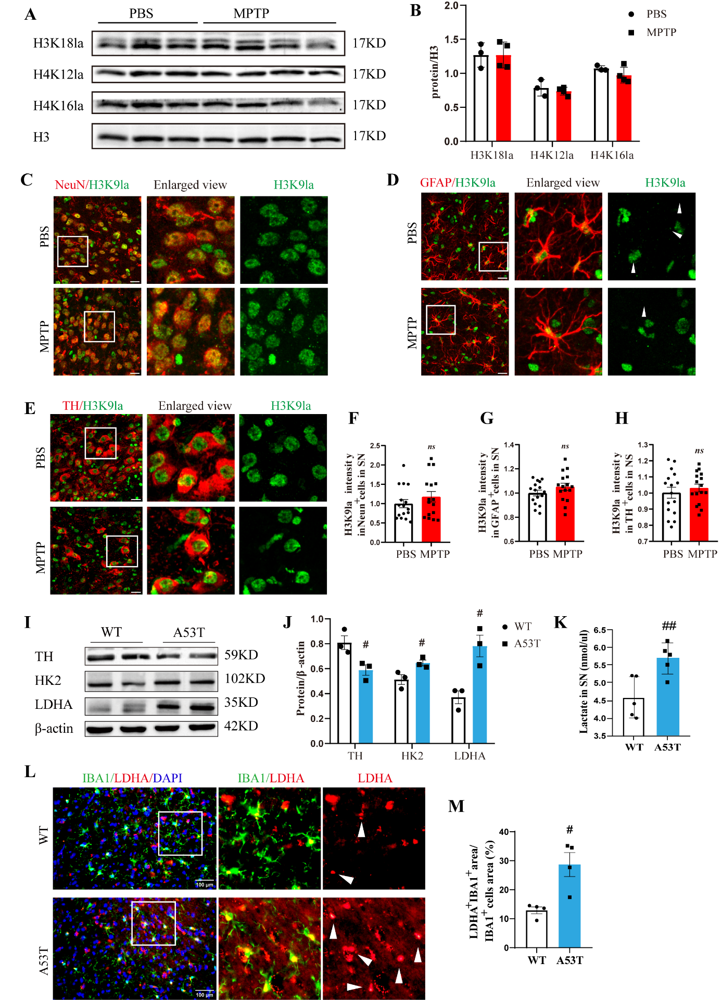 A
PBS MPTP
H3K18la 17KD
H4K12la 17KD
H4K16la 17KD
H3 17KD
B
PBS
MPTP
protein/H3
2.0
1.5
1.0
0.5
0.0
H3K18la H4K12la H4K16la
C
NeuN/H3K9la Enlarged view H3K9la
PBS
MPTP
D
GFAP/H3K9la Enlarged view H3K9la
PBS
MPTP
E
TH/H3K9la Enlarged view H3K9la
PBS
MPTP
F
H3K9la intensity
in Neun+ cells in SN
2.5
2.0
1.5
1.0
0.5
0.0
ns
PBS MPTP
G
H3K9la intensity
in GFAP+ cells in SN
1.4
1.2
1.0
0.8
0.6
ns
PBS MPTP
H
H3K9la intensity
in TH+ cells in NS
1.3
1.2
1.1
1.0
0.9
0.8
0.7
ns
PBS MPTP
I
WT A53T
TH 59KD
HK2 102KD
LDHA 35KD
β-actin 42KD
J
Protein/β -actin
1.0
0.8
0.6
0.4
0.2
0.0
# # #
WT
A53T
TH HK2 LDHA
K
Lactate in SN (nmol/ul)
6.5
6.0
5.5
5.0
4.5
4.0
3.5
##
WT A53T
L
IBA1/LDHA/DAPI IBA1/LDHA LDHA
WT
100 μm
A53T
100 μm
M
LDHA+IBA1+ area/
IBA1+ cells area (%)
40
30
20
10
0
#
WT A53T